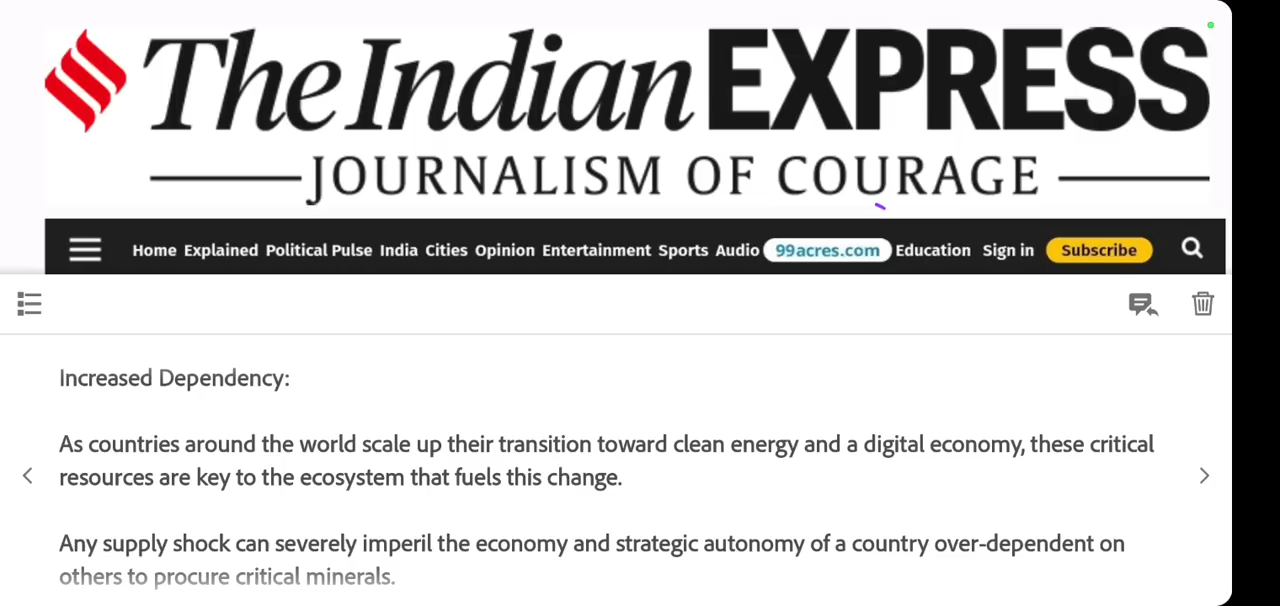 The Indian EXPRESS
JOURNALISM OF COURAGE
Home Explained Political Pulse India Cities Opinion Entertainment Sports Audio 99acres.com Education Sign in Subscribe
Increased Dependency:
As countries around the world scale up their transition toward clean energy and a digital economy, these critical
resources are key to the ecosystem that fuels this change.
Any supply shock can severely imperil the economy and strategic autonomy of a country over-dependent on
others to procure critical minerals.